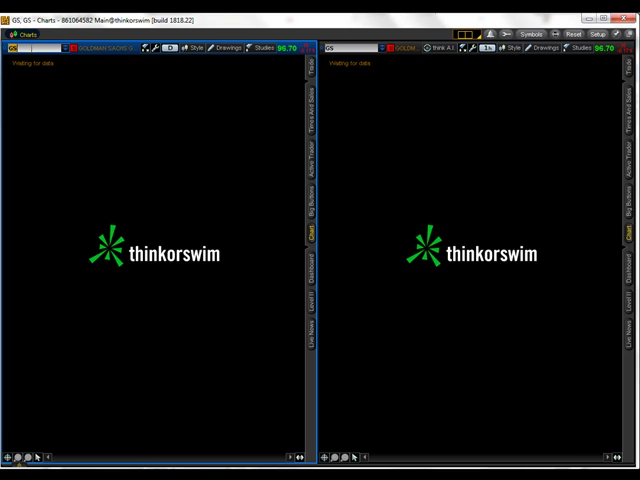 GS, GS - Charts - 861064582 Main@thinkorswim [build 1818.22]
Charts
Symbols Reset Setup
GS GOLDMAN SACHS G D Style Drawings Studies 96.70
GS GOLDM think A.I 1h Style Drawings Studies 96.70
Waiting for data
Waiting for data
Trade
Times And Sales
Active Trader
Big Buttons
Chart
Dashboard
Level II
Live News
Trade
Times And Sales
Active Trader
Big Buttons
Chart
Dashboard
Level II
Live News
thinkorswim
thinkorswim